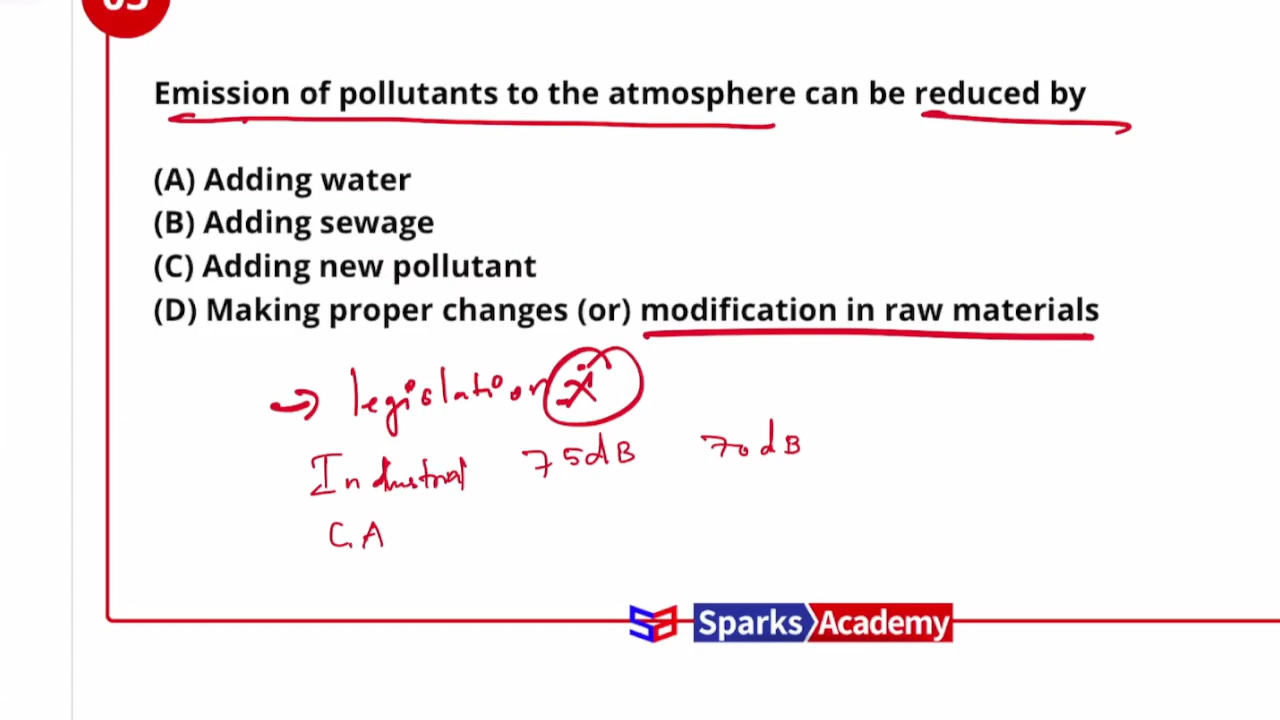 03
Emission of pollutants to the atmosphere can be reduced by
(A) Adding water
(B) Adding sewage
(C) Adding new pollutant
(D) Making proper changes (or) modification in raw materials
→ legislation
Industrial 75dB 70dB
C.A
Sparks Academy